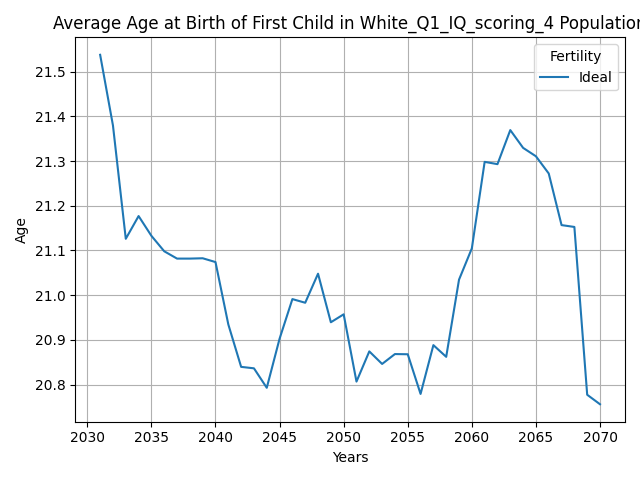 Average Age at Birth of First Child in White_Q1_IQ_scoring_4 Population
Fertility
Ideal
21.5
21.4
21.3
21.2
21.1
21.0
20.9
20.8
Age
2030 2035 2040 2045 2050 2055 2060 2065 2070
Years